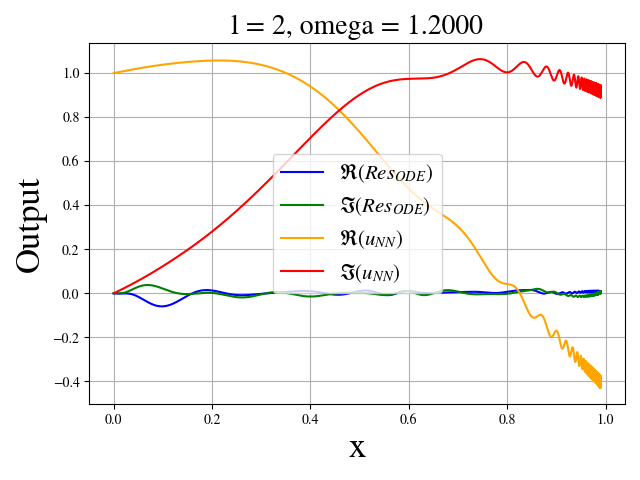 l = 2, omega = 1.2000
Output
1.0
0.8
0.6
0.4
0.2
0.0
−0.2
−0.4
ℜ(Res_ODE)
ℑ(Res_ODE)
ℜ(u_NN)
ℑ(u_NN)
0.0 0.2 0.4 0.6 0.8 1.0
x